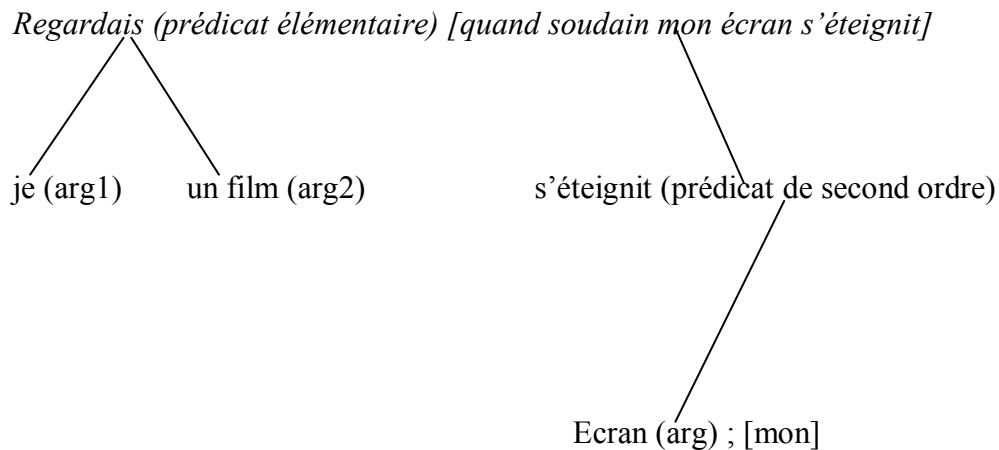 Regardais (prédicat élémentaire) [quand soudain mon écran s’éteignit]
je (arg1) un film (arg2) s’éteignit (prédicat de second ordre)
Ecran (arg) ; [mon]